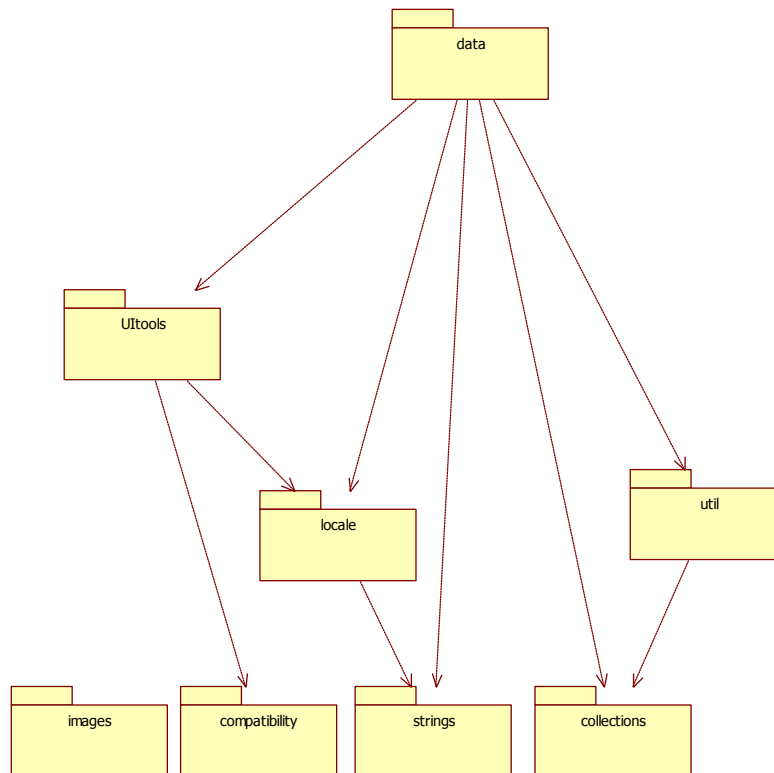 data
UItools
util
locale
images
compatibility
strings
collections